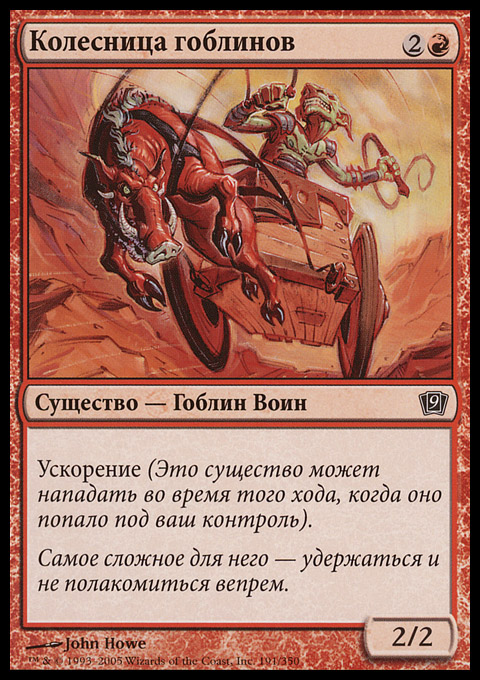 Колесница гоблинов 2
Существо — Гоблин Воин 9
Ускорение (Это существо может
нападать во время того хода, когда оно
попало под ваш контроль).
Самое сложное для него — удержаться и
не полакомиться вепрем.
John Howe
2/2
™ & © 1993-2005 Wizards of the Coast, Inc. 191/350